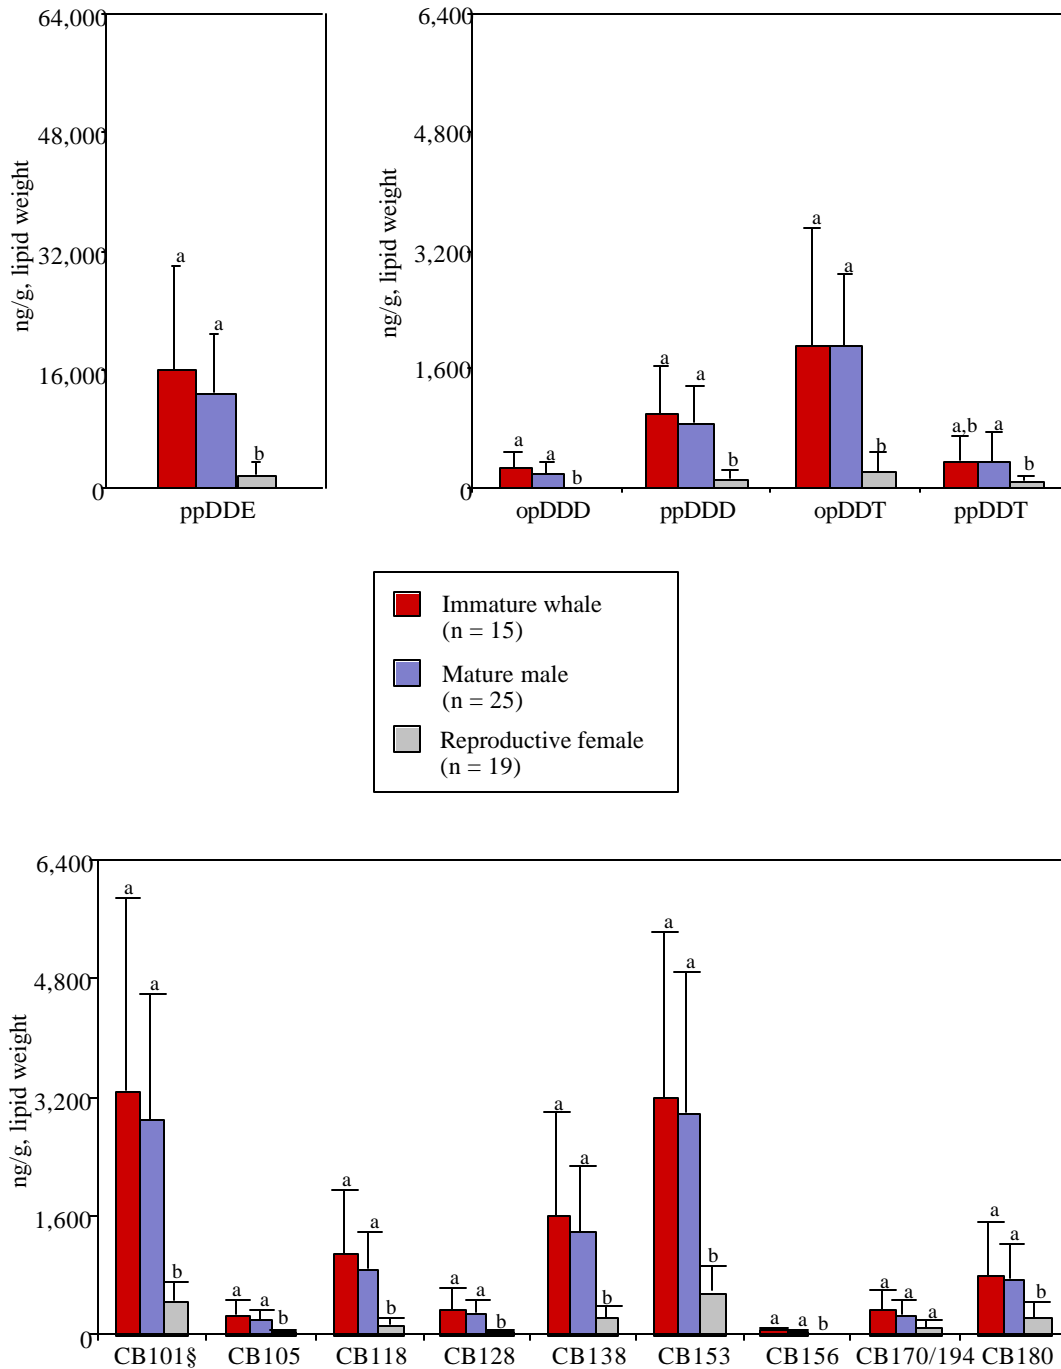 64,000
48,000
32,000
16,000
0
ng/g, lipid weight
a
a
b
ppDDE
6,400
4,800
3,200
1,600
0
ng/g, lipid weight
a
a
b
a
a
b
a
a
b
a,b
a
b
opDDD ppDDD opDDT ppDDT
Immature whale
(n = 15)
Mature male
(n = 25)
Reproductive female
(n = 19)
6,400
4,800
3,200
1,600
0
ng/g, lipid weight
a
a
b
a
a
b
a
a
b
a
a
b
a
a
b
a
a
b
a
a
b
a
a
a
a
a
b
CB101§ CB105 CB118 CB128 CB138 CB153 CB156 CB170/194 CB180